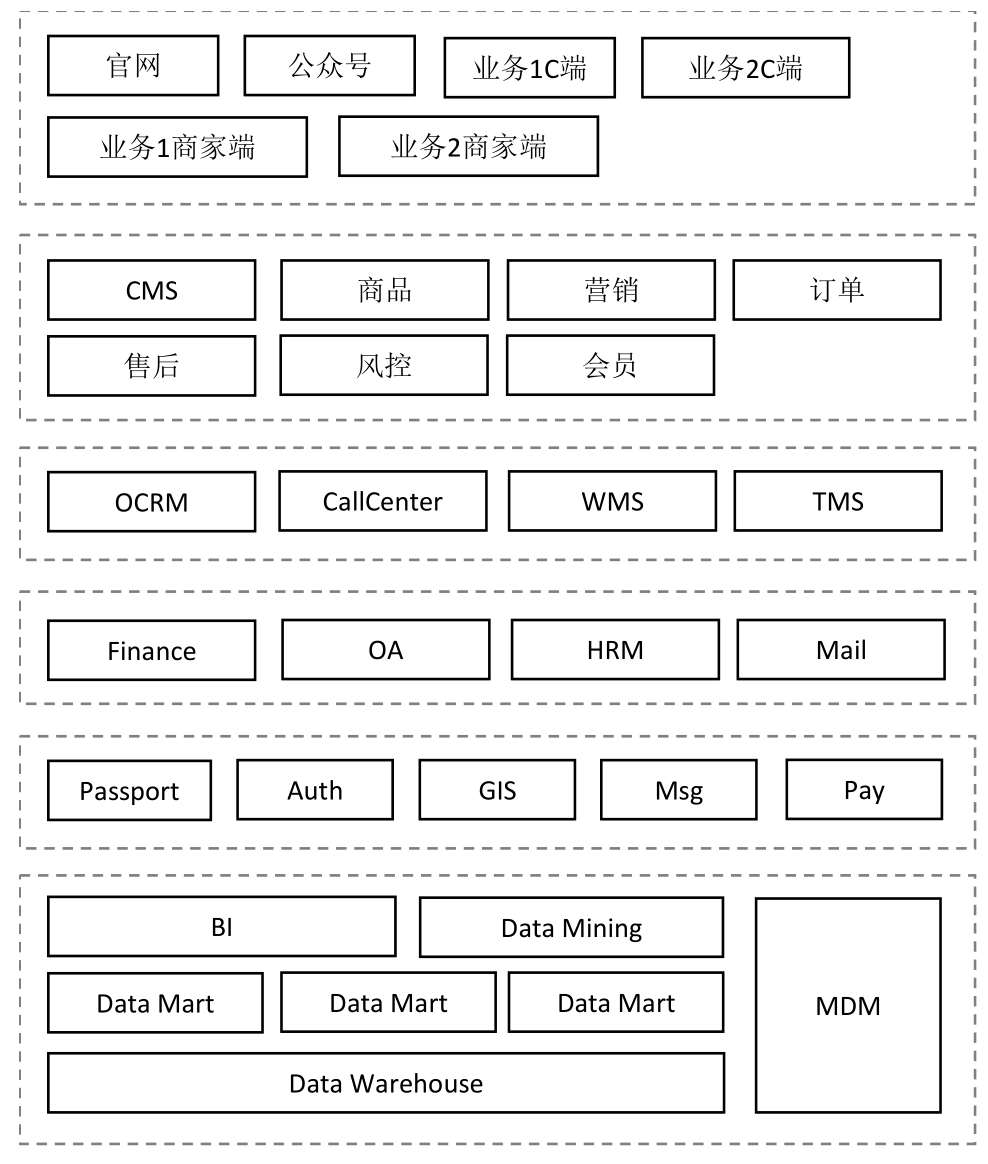 官网
公众号
业务1C端
业务2C端
业务1商家端
业务2商家端
CMS
商品
营销
订单
售后
风控
会员
OCRM
CallCenter
WMS
TMS
Finance
OA
HRM
Mail
Passport
Auth
GIS
Msg
Pay
BI
Data Mining
MDM
Data Mart
Data Mart
Data Mart
Data Warehouse